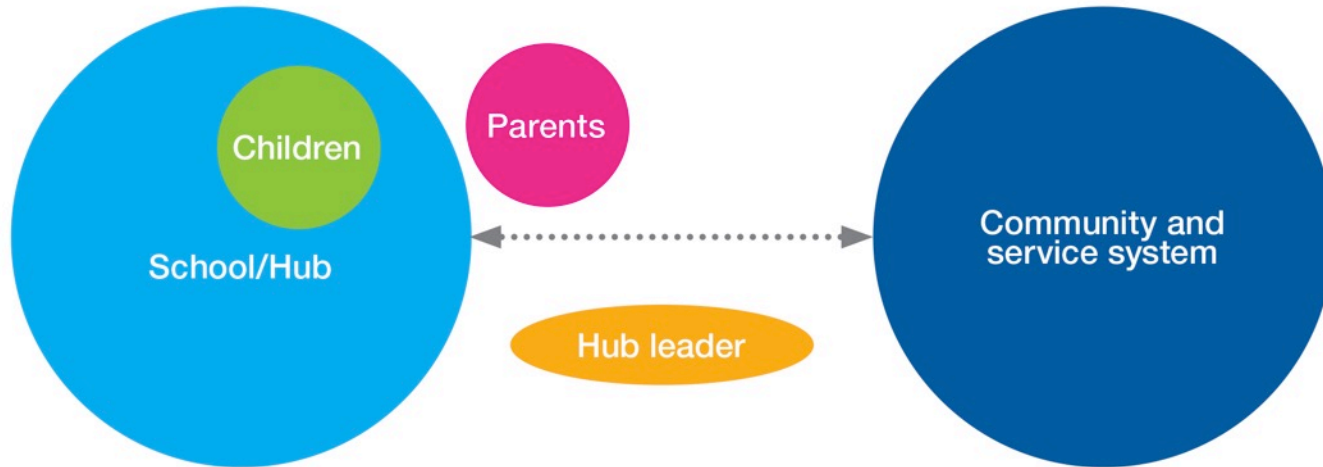 Children
School/Hub
Parents
Hub leader
Community and
service system